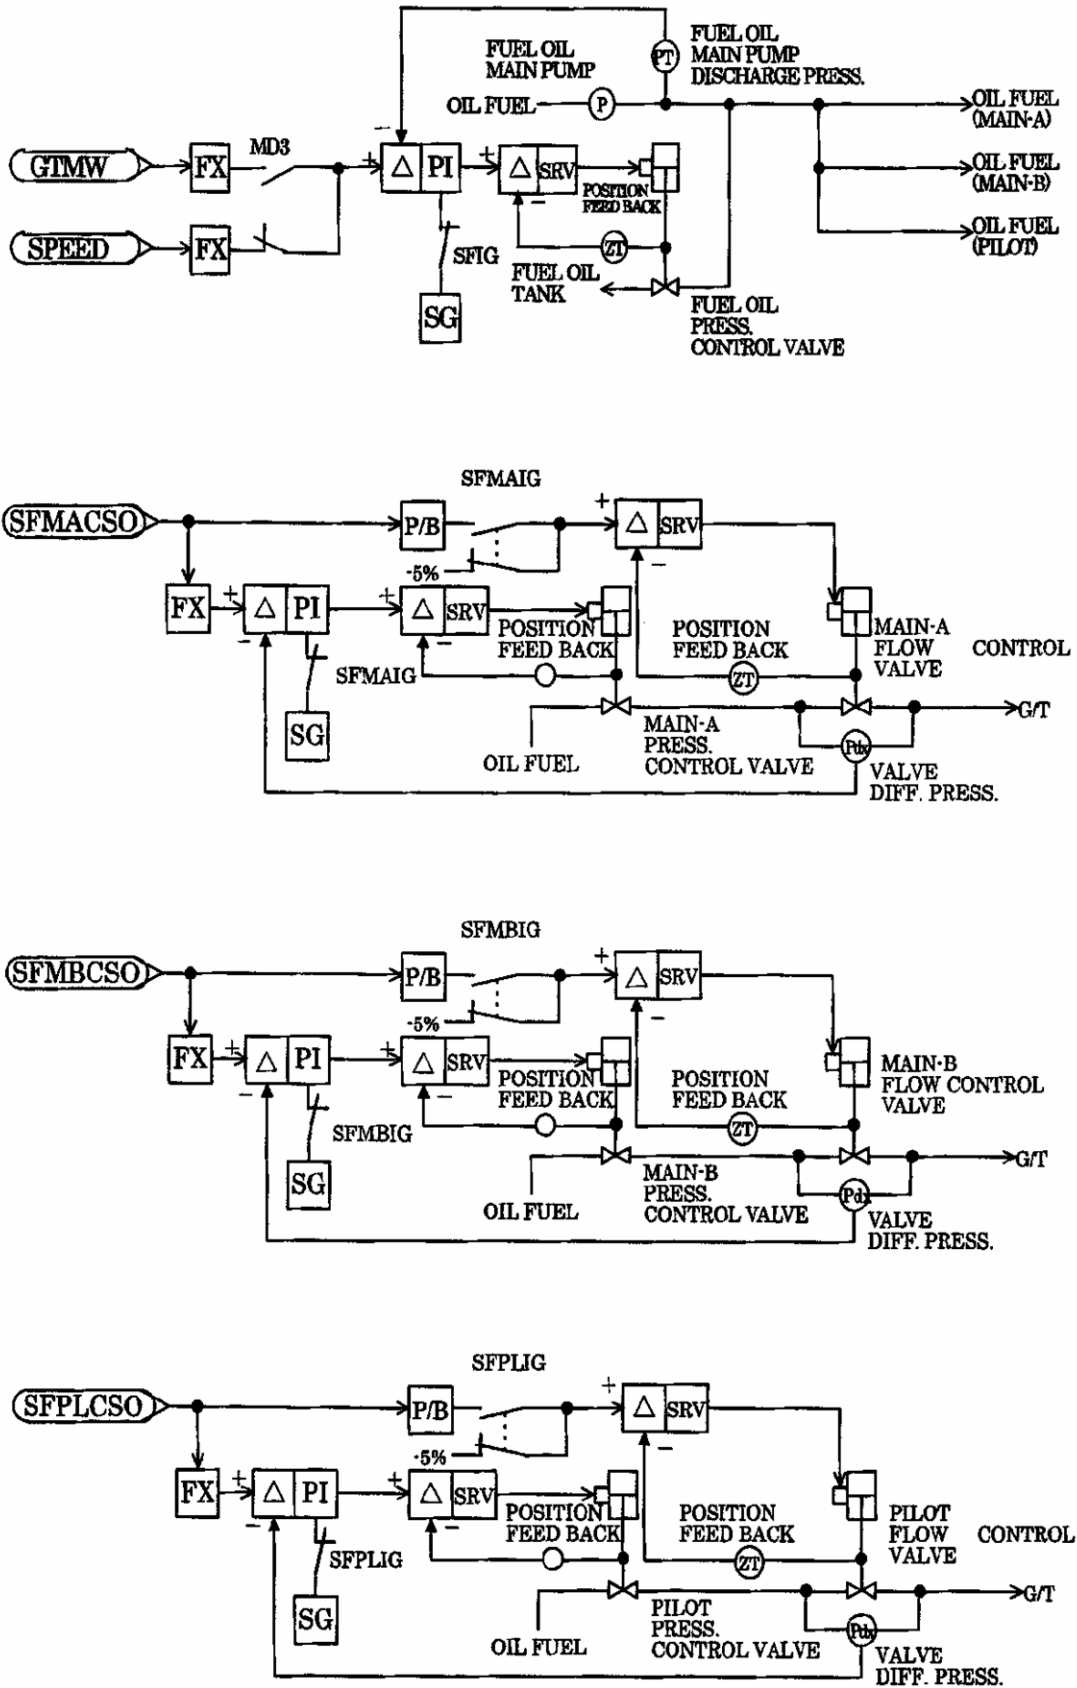 FUEL OIL
MAIN PUMP
DISCHARGE PRESS.
PT
FUEL OIL
MAIN PUMP
OIL FUEL
P
OIL FUEL
(MAIN-A)
GTMW
FX
MD3
+
−
△
PI
+
−
△
SRV
POSITION
FEED BACK
OIL FUEL
(MAIN-B)
SPEED
FX
SFIG
ZT
OIL FUEL
(PILOT)
FUEL OIL
TANK
SG
FUEL OIL
PRESS.
CONTROL VALVE
SFMAIG
SFMACSO
P/B
+
−
△
SRV
-5%
FX
+
−
△
PI
+
−
△
SRV
POSITION
FEED BACK
POSITION
FEED BACK
ZT
MAIN-A
FLOW CONTROL
VALVE
SFMAIG
SG
OIL FUEL
MAIN-A
PRESS.
CONTROL VALVE
G/T
Pdx
VALVE
DIFF. PRESS.
SFMBIG
SFMBCSO
P/B
+
−
△
SRV
-5%
FX
+
−
△
PI
+
−
△
SRV
POSITION
FEED BACK
POSITION
FEED BACK
ZT
MAIN-B
FLOW CONTROL
VALVE
SFMBIG
SG
OIL FUEL
MAIN-B
PRESS.
CONTROL VALVE
G/T
Pdx
VALVE
DIFF. PRESS.
SFPLIG
SFPLCSO
P/B
+
−
△
SRV
-5%
FX
+
−
△
PI
+
−
△
SRV
POSITION
FEED BACK
POSITION
FEED BACK
ZT
PILOT
FLOW CONTROL
VALVE
SFPLIG
SG
OIL FUEL
PILOT
PRESS.
CONTROL VALVE
G/T
Pdx
VALVE
DIFF. PRESS.